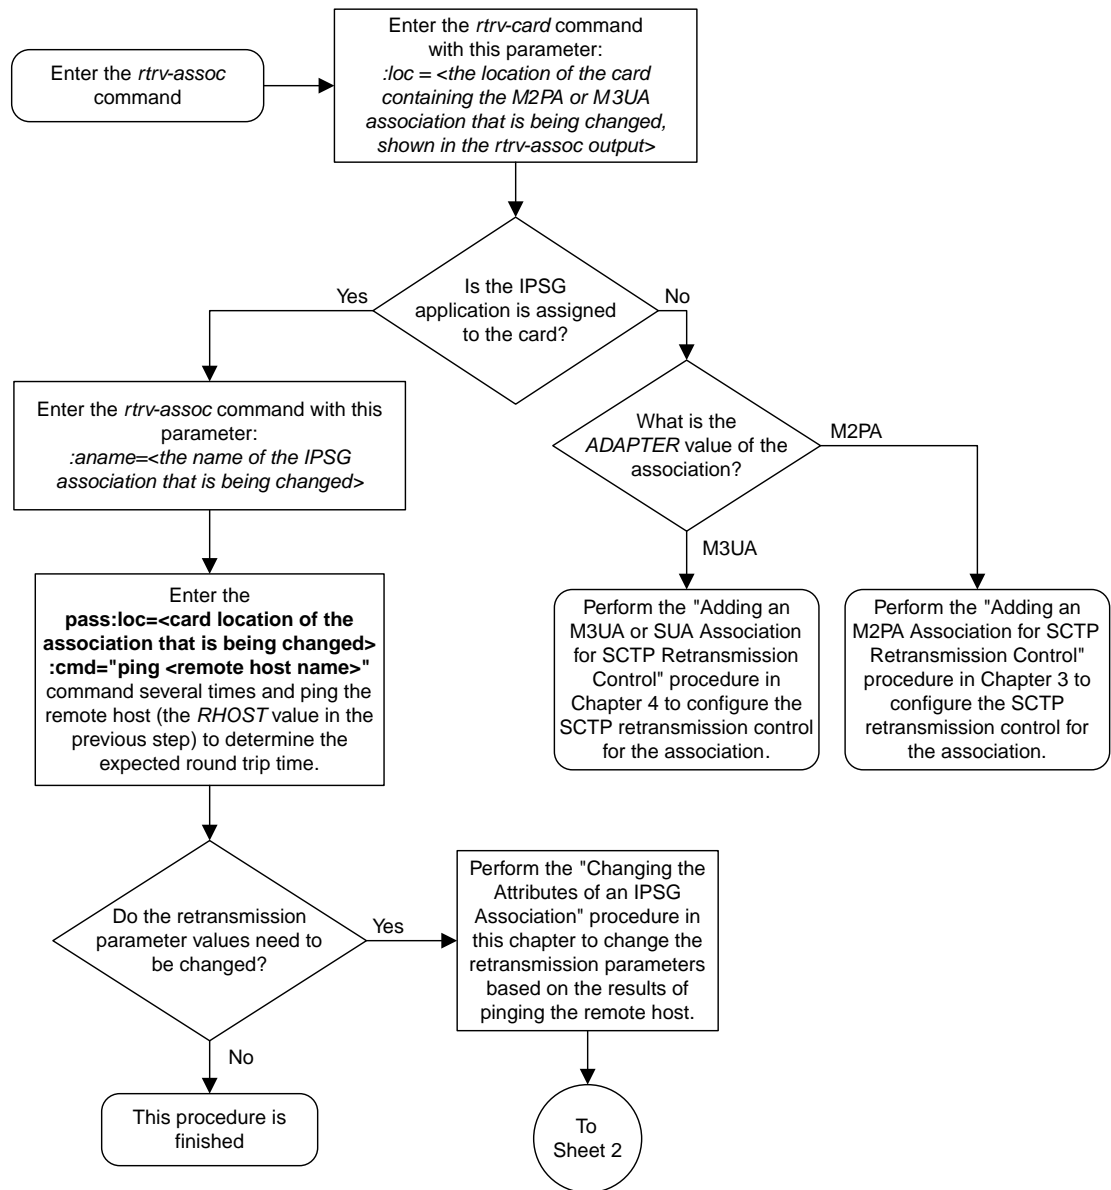 Enter the rtrv-assoc
command
Enter the rtrv-card command
with this parameter:
:loc = <the location of the card
containing the M2PA or M3UA
association that is being changed,
shown in the rtrv-assoc output>
Is the IPSG
application is assigned
to the card?
Yes
No
Enter the rtrv-assoc command with this
parameter:
:aname=<the name of the IPSG
association that is being changed>
What is the
ADAPTER value of the
association?
M2PA
M3UA
Enter the
pass:loc=<card location of the
association that is being changed>
:cmd="ping <remote host name>"
command several times and ping the
remote host (the RHOST value in the
previous step) to determine the
expected round trip time.
Perform the "Adding an
M3UA or SUA Association
for SCTP Retransmission
Control" procedure in
Chapter 4 to configure the
SCTP retransmission control
for the association.
Perform the "Adding an
M2PA Association for SCTP
Retransmission Control"
procedure in Chapter 3 to
configure the SCTP
retransmission control for
the association.
Do the retransmission
parameter values need to
be changed?
Yes
Perform the "Changing the
Attributes of an IPSG
Association" procedure in
this chapter to change the
retransmission parameters
based on the results of
pinging the remote host.
No
This procedure is
finished
To
Sheet 2